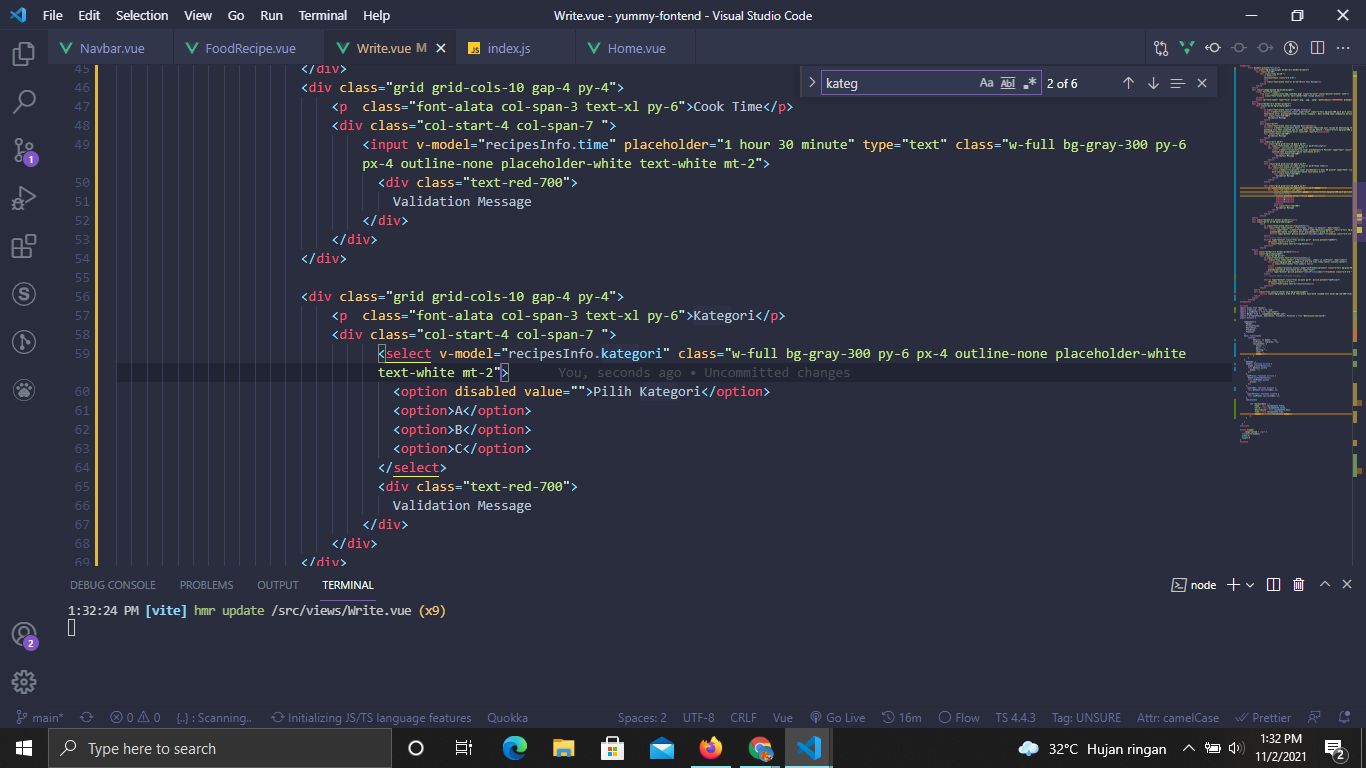 File Edit Selection View Go Run Terminal Help Write.vue - yummy-fontend - Visual Studio Code
Navbar.vue FoodRecipe.vue Write.vue M index.js Home.vue
kateg Aa Abl .* 2 of 6
45 </div>
46 <div class="grid grid-cols-10 gap-4 py-4">
47 <p  class="font-alata col-span-3 text-xl py-6">Cook Time</p>
48 <div class="col-start-4 col-span-7 ">
49 <input v-model="recipesInfo.time" placeholder="1 hour 30 minute" type="text" class="w-full bg-gray-300 py-6
px-4 outline-none placeholder-white text-white mt-2">
50 <div class="text-red-700">
51 Validation Message
52 </div>
53 </div>
54 </div>
55
56 <div class="grid grid-cols-10 gap-4 py-4">
57 <p  class="font-alata col-span-3 text-xl py-6">Kategori</p>
58 <div class="col-start-4 col-span-7 ">
59 <select v-model="recipesInfo.kategori" class="w-full bg-gray-300 py-6 px-4 outline-none placeholder-white
text-white mt-2"> You, seconds ago • Uncommitted changes
60 <option disabled value="">Pilih Kategori</option>
61 <option>A</option>
62 <option>B</option>
63 <option>C</option>
64 </select>
65 <div class="text-red-700">
66 Validation Message
67 </div>
68 </div>
69 </div>
DEBUG CONSOLE PROBLEMS OUTPUT TERMINAL node
1:32:24 PM [vite] hmr update /src/views/Write.vue (x9)
1
2
main* 0 0 {..} : Scanning.. Initializing JS/TS language features Quokka Spaces: 2 UTF-8 CRLF Vue Go Live 16m Flow TS 4.4.3 Tag: UNSURE Attr: camelCase Prettier
Type here to search 32°C Hujan ringan 1:32 PM
11/2/2021 2